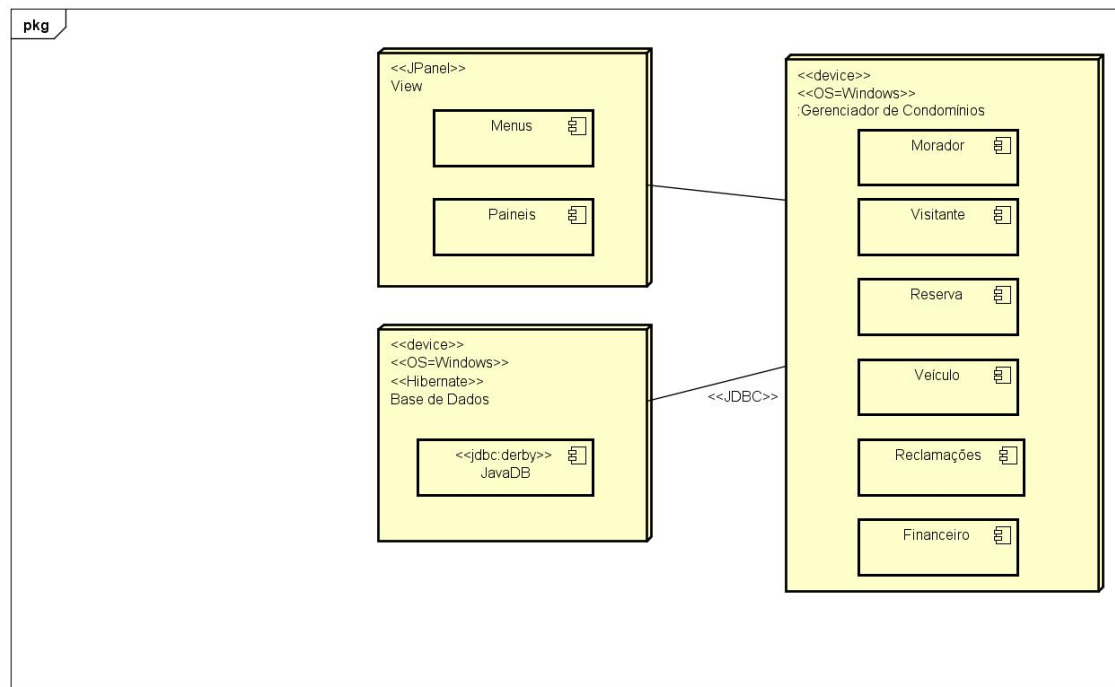 pkg
<<JPanel>>
View
Menus
Paineis
<<device>>
<<OS=Windows>>
<<Hibernate>>
Base de Dados
<<jdbc:derby>>
JavaDB
<<JDBC>>
<<device>>
<<OS=Windows>>
:Gerenciador de Condomínios
Morador
Visitante
Reserva
Veículo
Reclamações
Financeiro